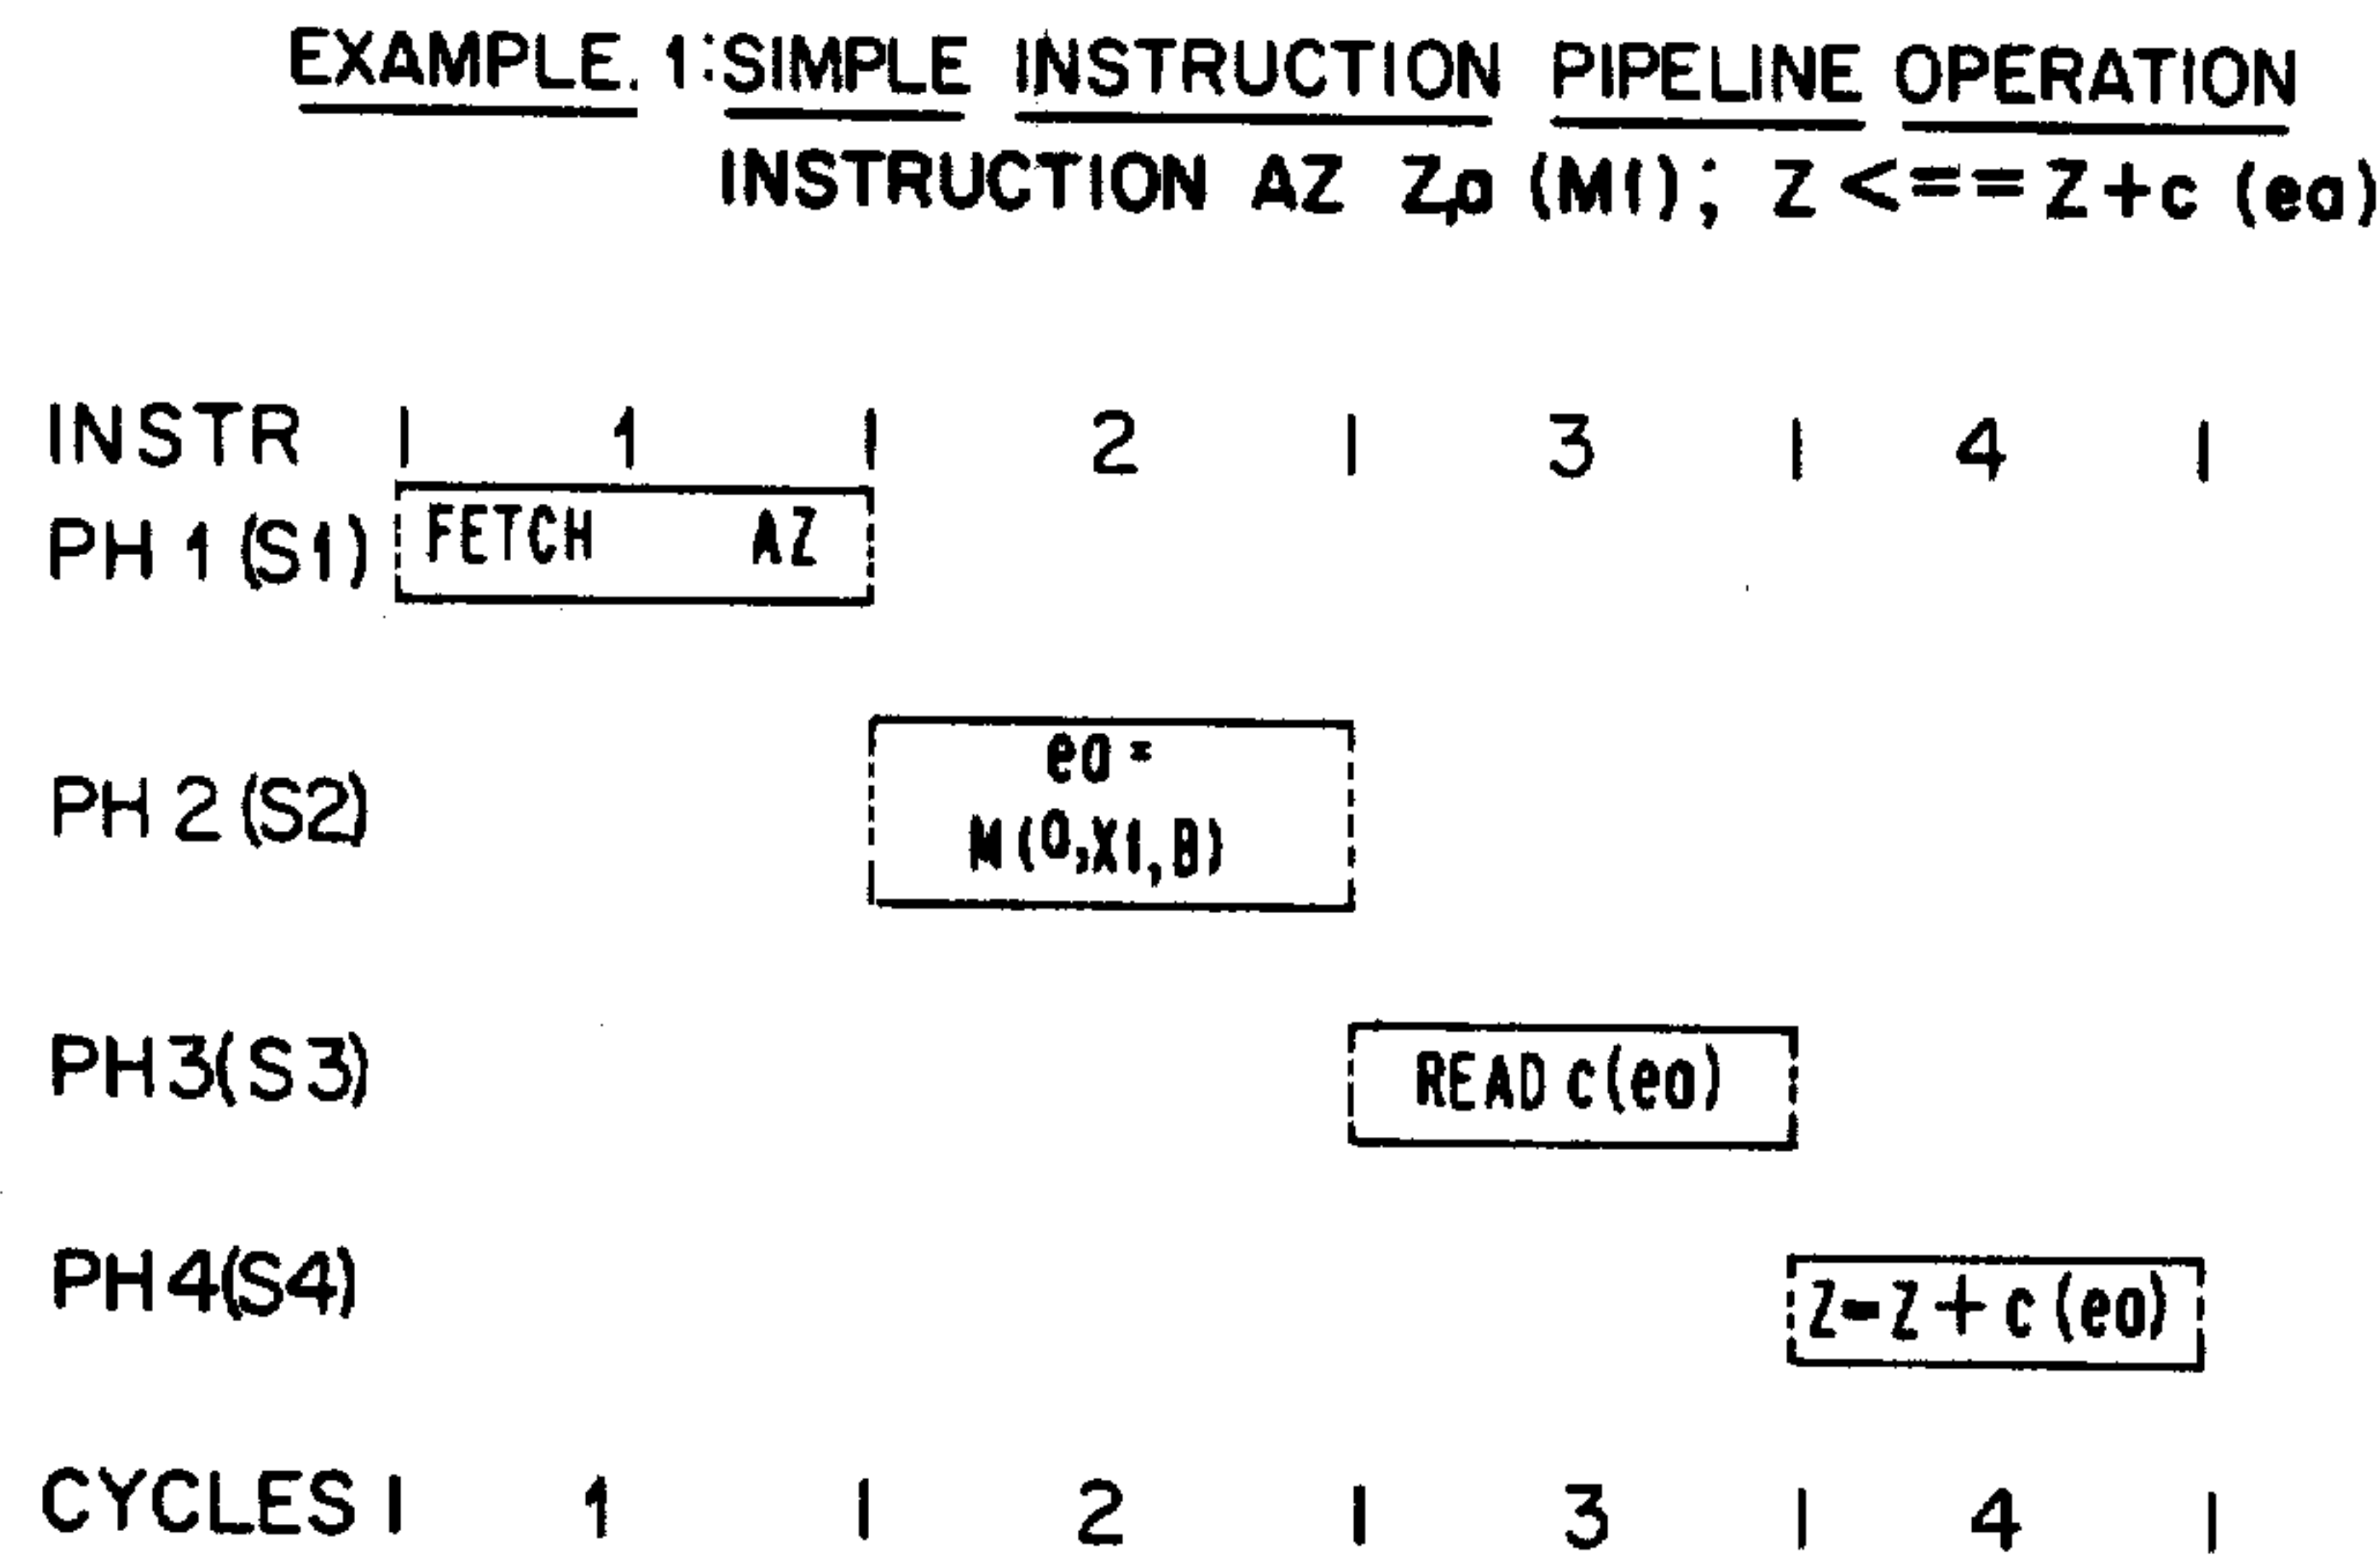 EXAMPLE. 1:SIMPLE INSTRUCTION PIPELINE OPERATION
INSTRUCTION AZ Z,o (M1); Z <== Z+c (eo)
INSTR | 1 | 2 | 3 | 4 |
PH 1 (S1) FETCH AZ
eo =
PH 2 (S2)
M (0,X1,B)
PH3(S3) READ c(eo)
PH4(S4) Z=Z+c(eo)
CYCLES | 1 | 2 | 3 | 4 |